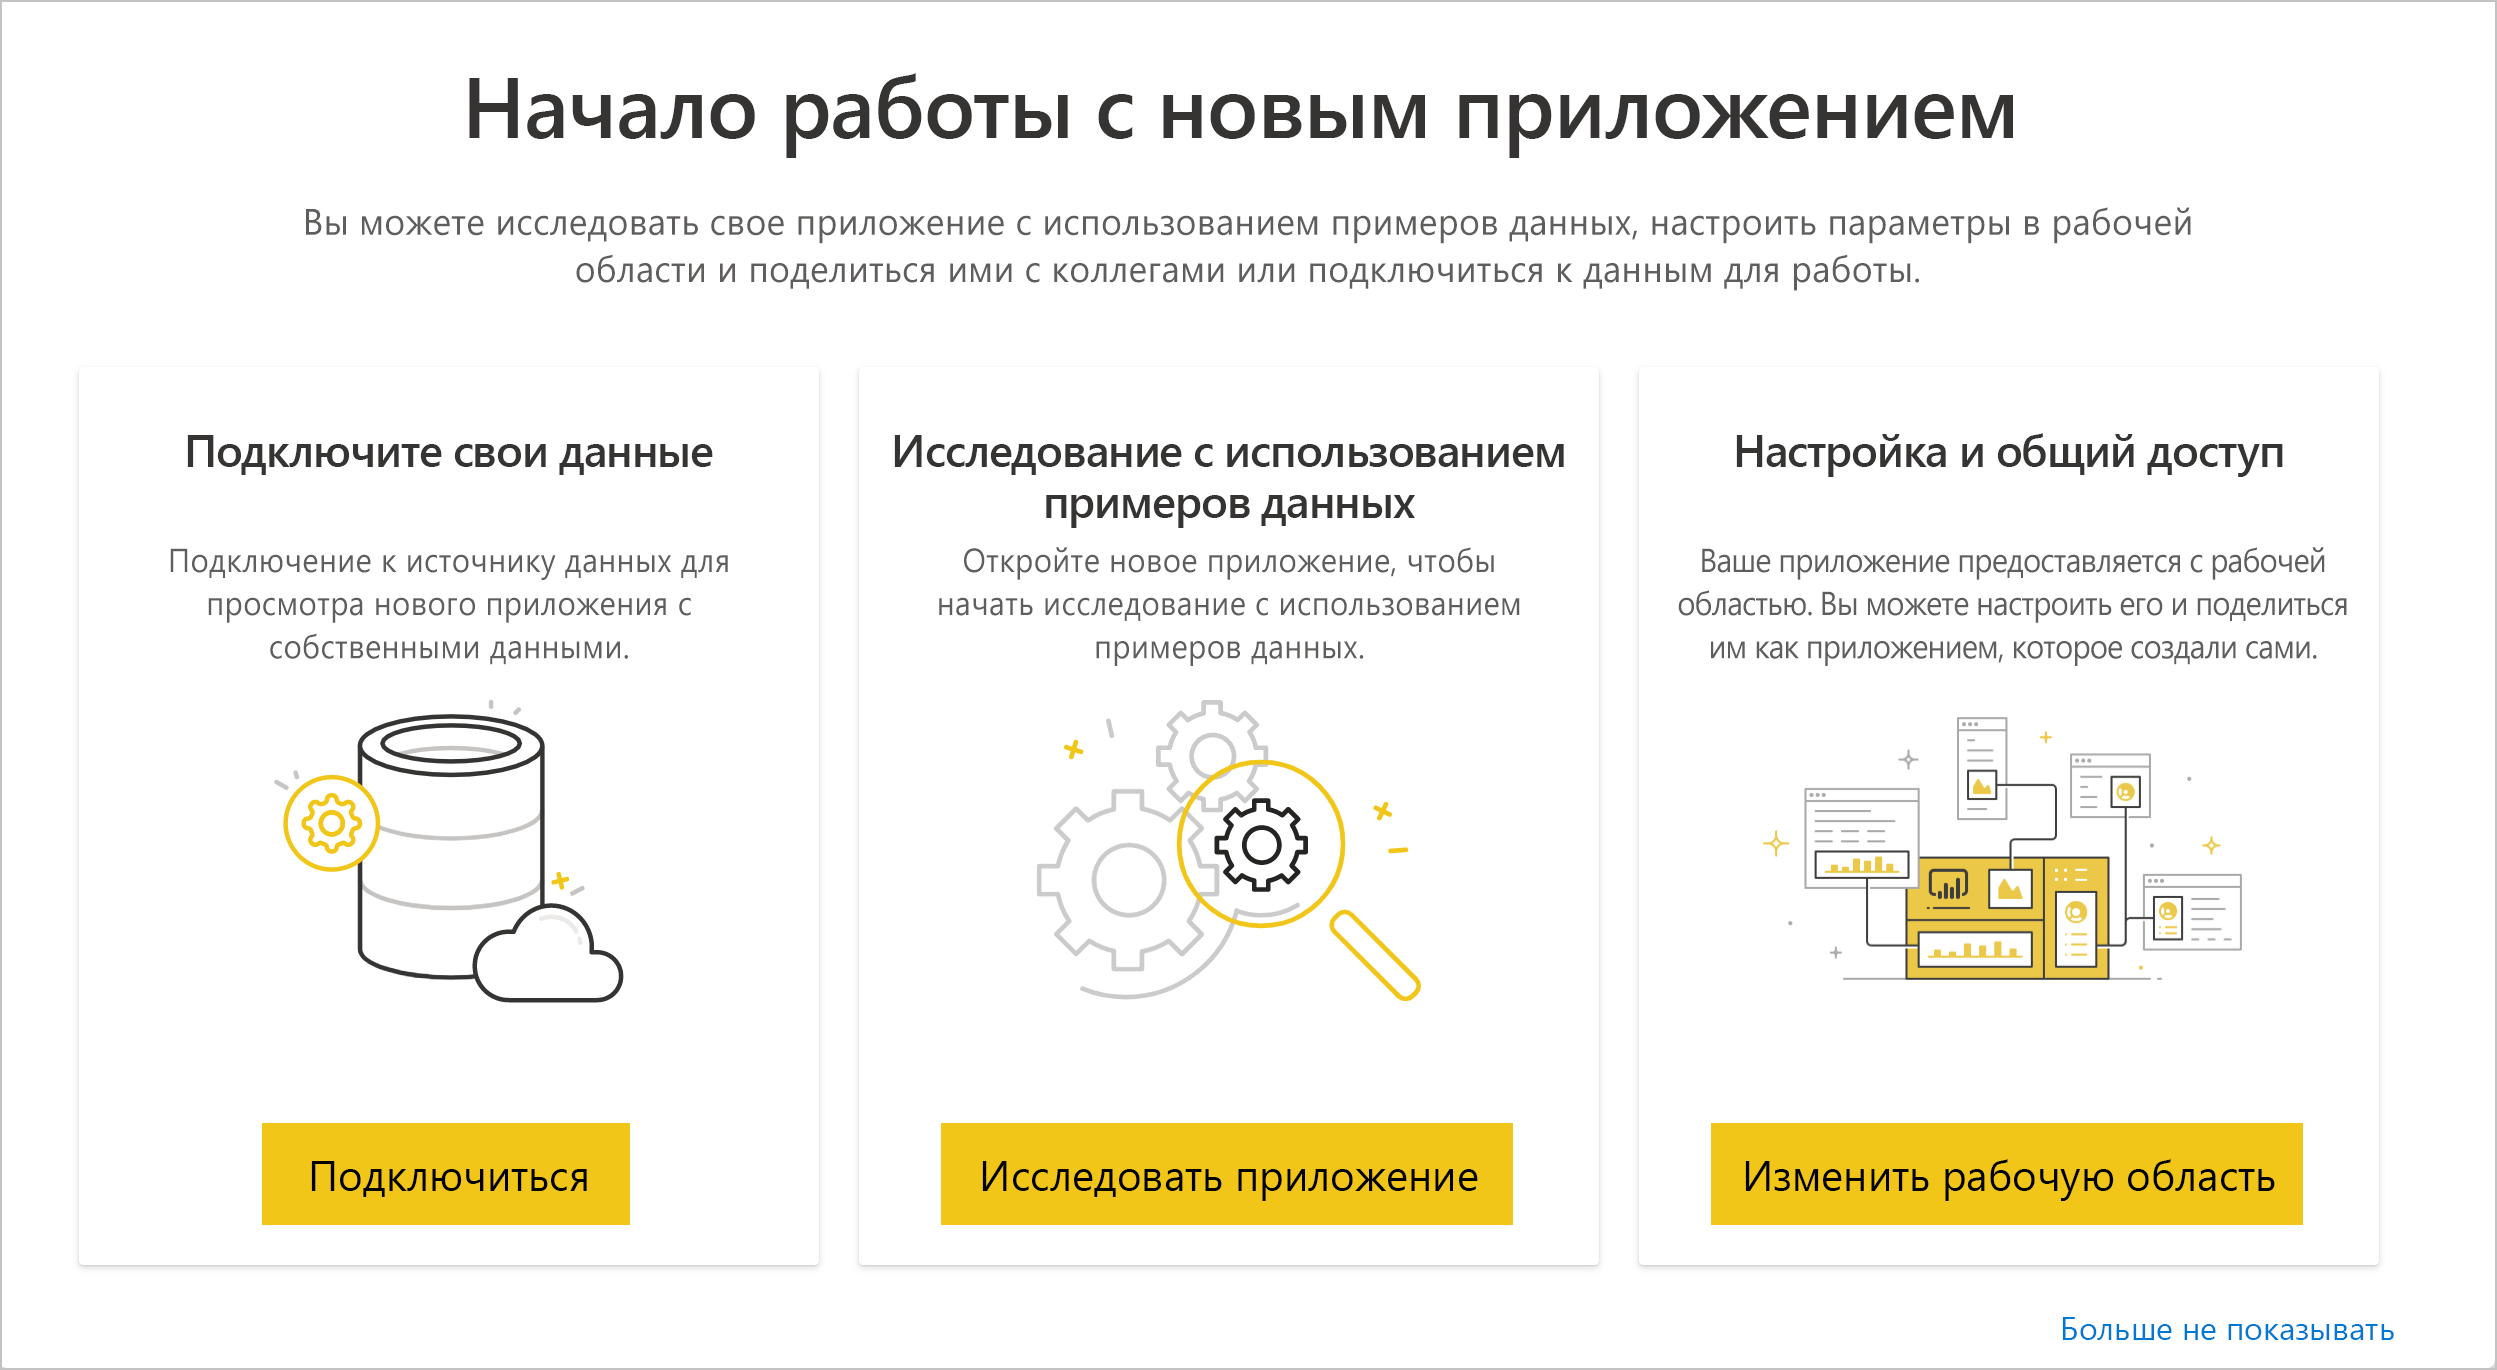 Начало работы с новым приложением
Вы можете исследовать свое приложение с использованием примеров данных, настроить параметры в рабочей
области и поделиться ими с коллегами или подключиться к данным для работы.
Подключите свои данные
Подключение к источнику данных для
просмотра нового приложения с
собственными данными.
Подключиться
Исследование с использованием
примеров данных
Откройте новое приложение, чтобы
начать исследование с использованием
примеров данных.
Исследовать приложение
Настройка и общий доступ
Ваше приложение предоставляется с рабочей
областью. Вы можете настроить его и поделиться
им как приложением, которое создали сами.
Изменить рабочую область
Больше не показывать